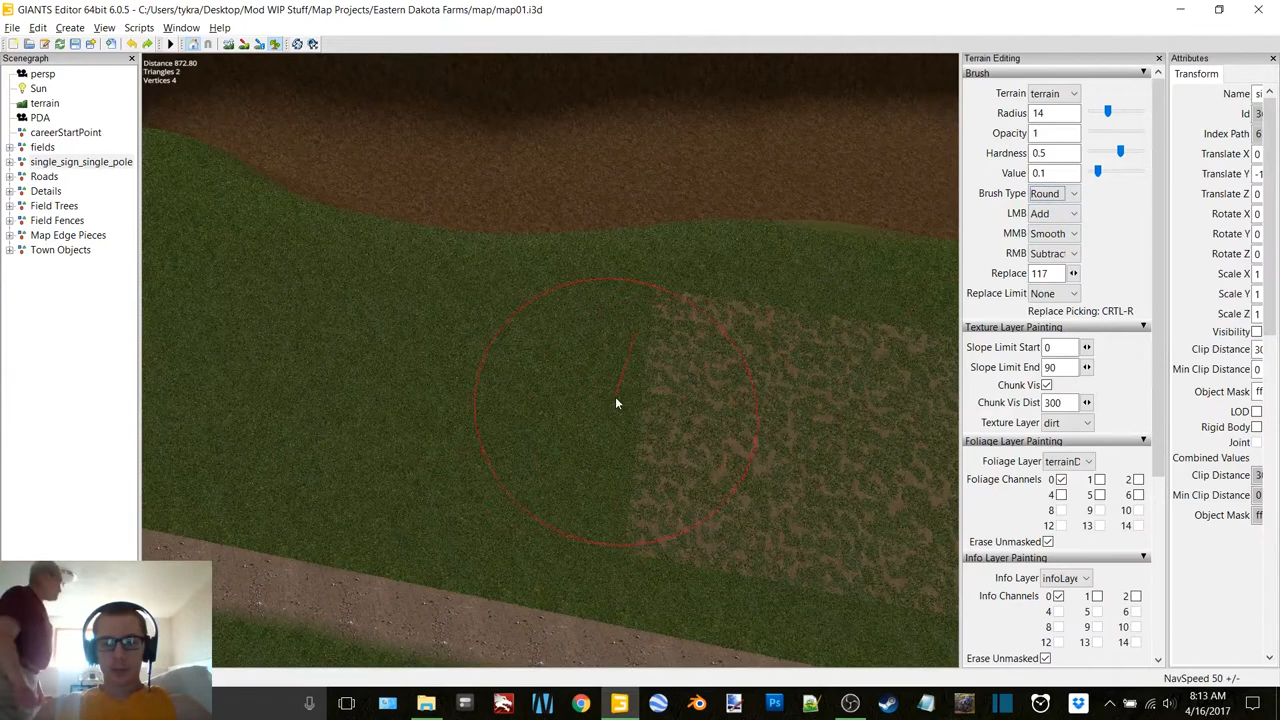 GIANTS Editor 64bit 6.0.5 - C:/Users/tykra/Desktop/Mod WIP Stuff/Map Projects/Eastern Dakota Farms/map/map01.i3d
File Edit Create View Scripts Window Help
Scenegraph
persp
Sun
terrain
PDA
careerStartPoint
fields
single_sign_single_pole
Roads
Details
Field Trees
Field Fences
Map Edge Pieces
Town Objects
Distance 872.80
Triangles 2
Vertices 4
Terrain Editing
Brush
Terrain terrain
Radius 14
Opacity 1
Hardness 0.5
Value 0.1
Brush Type Round
LMB Add
MMB Smooth
RMB Subtrac
Replace 117
Replace Limit None
Replace Picking: CRTL-R
Texture Layer Painting
Slope Limit Start 0
Slope Limit End 90
Chunk Vis
Chunk Vis Dist 300
Texture Layer dirt
Foliage Layer Painting
Foliage Layer terrainD
Foliage Channels 0 1 2
4 5 6
8 9 10
12 13 14
Erase Unmasked
Info Layer Painting
Info Layer infoLaye
Info Channels 0 1 2
4 5 6
8 9 10
12 13 14
Erase Unmasked
Attributes
Transform
Name si
Id 3
Index Path 6
Translate X 0
Translate Y -1
Translate Z 0
Rotate X 0
Rotate Y 0
Rotate Z 0
Scale X 1
Scale Y 1
Scale Z 1
Visibility
Clip Distance 30
Min Clip Distance 0
Object Mask ff
LOD
Rigid Body
Joint
Combined Values
Clip Distance 30
Min Clip Distance 0
Object Mask ff
NavSpeed 50 +/-
8:13 AM
4/16/2017